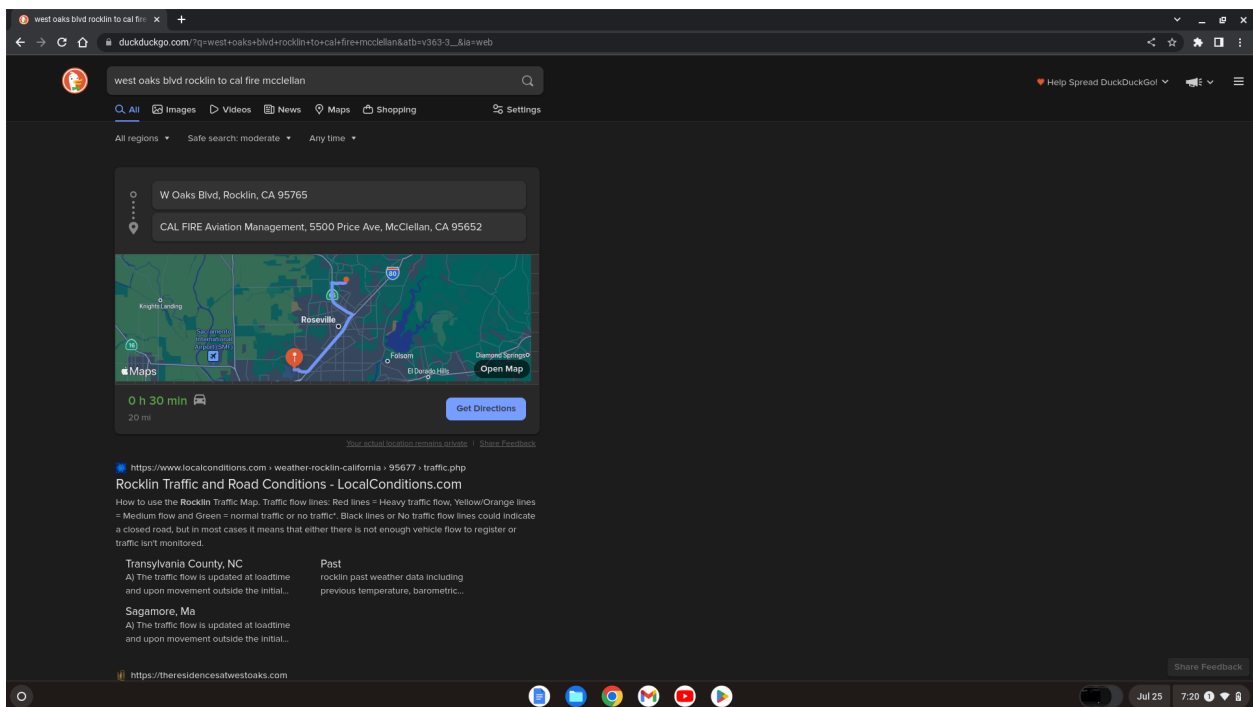 west oaks blvd rocklin to cal fire
duckduckgo.com/?q=west+oaks+blvd+rocklin+to+cal+fire+mcclellan&atb=v363-3__&ia=web
west oaks blvd rocklin to cal fire mcclellan
Help Spread DuckDuckGo!
All Images Videos News Maps Shopping Settings
All regions Safe search: moderate Any time
W Oaks Blvd, Rocklin, CA 95765
CAL FIRE Aviation Management, 5500 Price Ave, McClellan, CA 95652
80
Knights Landing
Roseville
Sacramento
International
Airport (SMF)
16
Folsom
Diamond Springs
El Dorado Hills
Maps
Open Map
0 h 30 min
20 mi
Get Directions
Your actual location remains private | Share Feedback
https://www.localconditions.com › weather-rocklin-california › 95677 › traffic.php
Rocklin Traffic and Road Conditions - LocalConditions.com
How to use the Rocklin Traffic Map. Traffic flow lines: Red lines = Heavy traffic flow, Yellow/Orange lines
= Medium flow and Green = normal traffic or no traffic*. Black lines or No traffic flow lines could indicate
a closed road, but in most cases it means that either there is not enough vehicle flow to register or
traffic isn't monitored.
Transylvania County, NC
A) The traffic flow is updated at loadtime
and upon movement outside the initial...
Past
rocklin past weather data including
previous temperature, barometric...
Sagamore, Ma
A) The traffic flow is updated at loadtime
and upon movement outside the initial...
https://theresidencesatwestoaks.com
Share Feedback
Jul 25 7:20 1